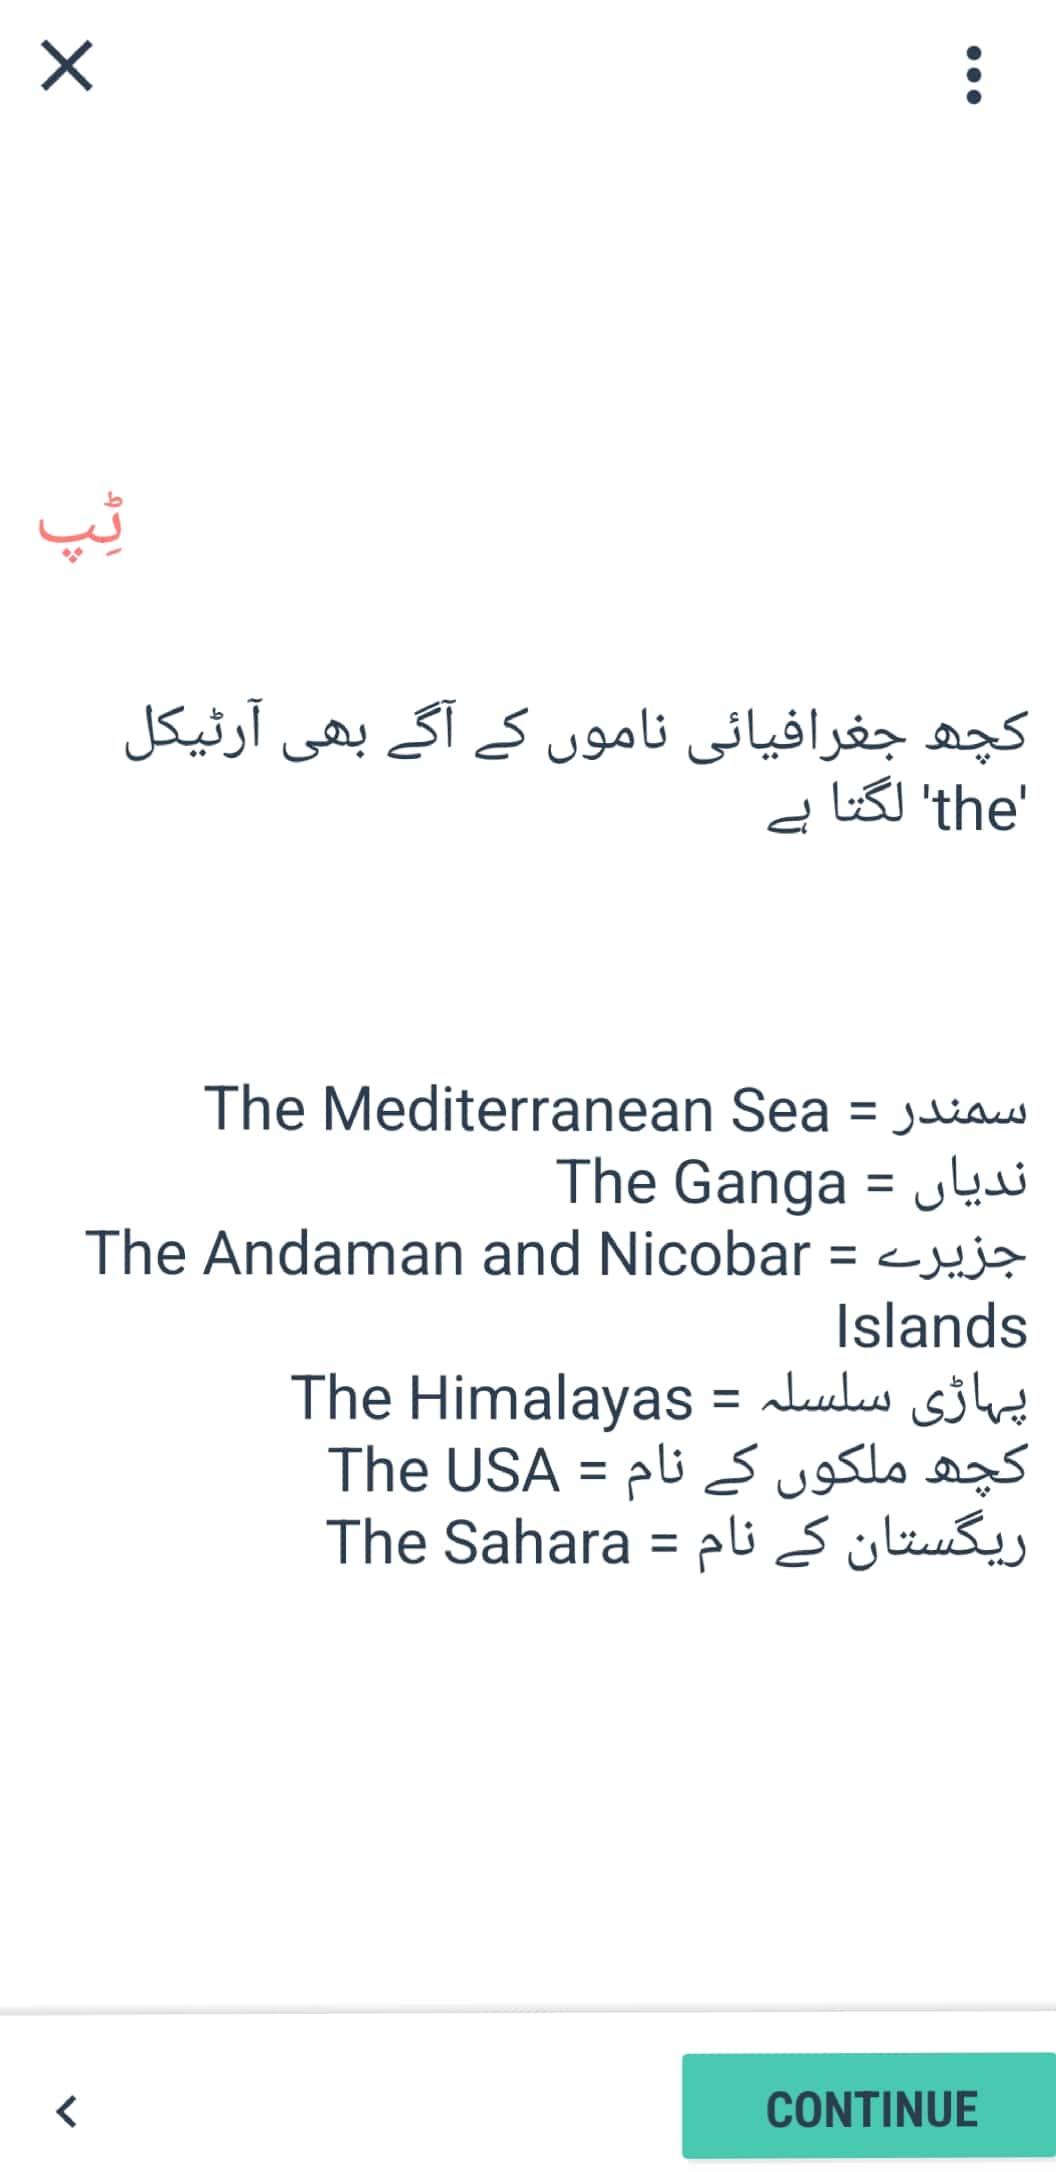 ٹِپ
کچھ جغرافیائی ناموں کے آگے بھی آرٹیکل
'the' لگتا ہے
سمندر = The Mediterranean Sea
ندیاں = The Ganga
جزیرے = The Andaman and Nicobar
Islands
پہاڑی سلسلہ = The Himalayas
کچھ ملکوں کے نام = The USA
ریگستان کے نام = The Sahara
CONTINUE